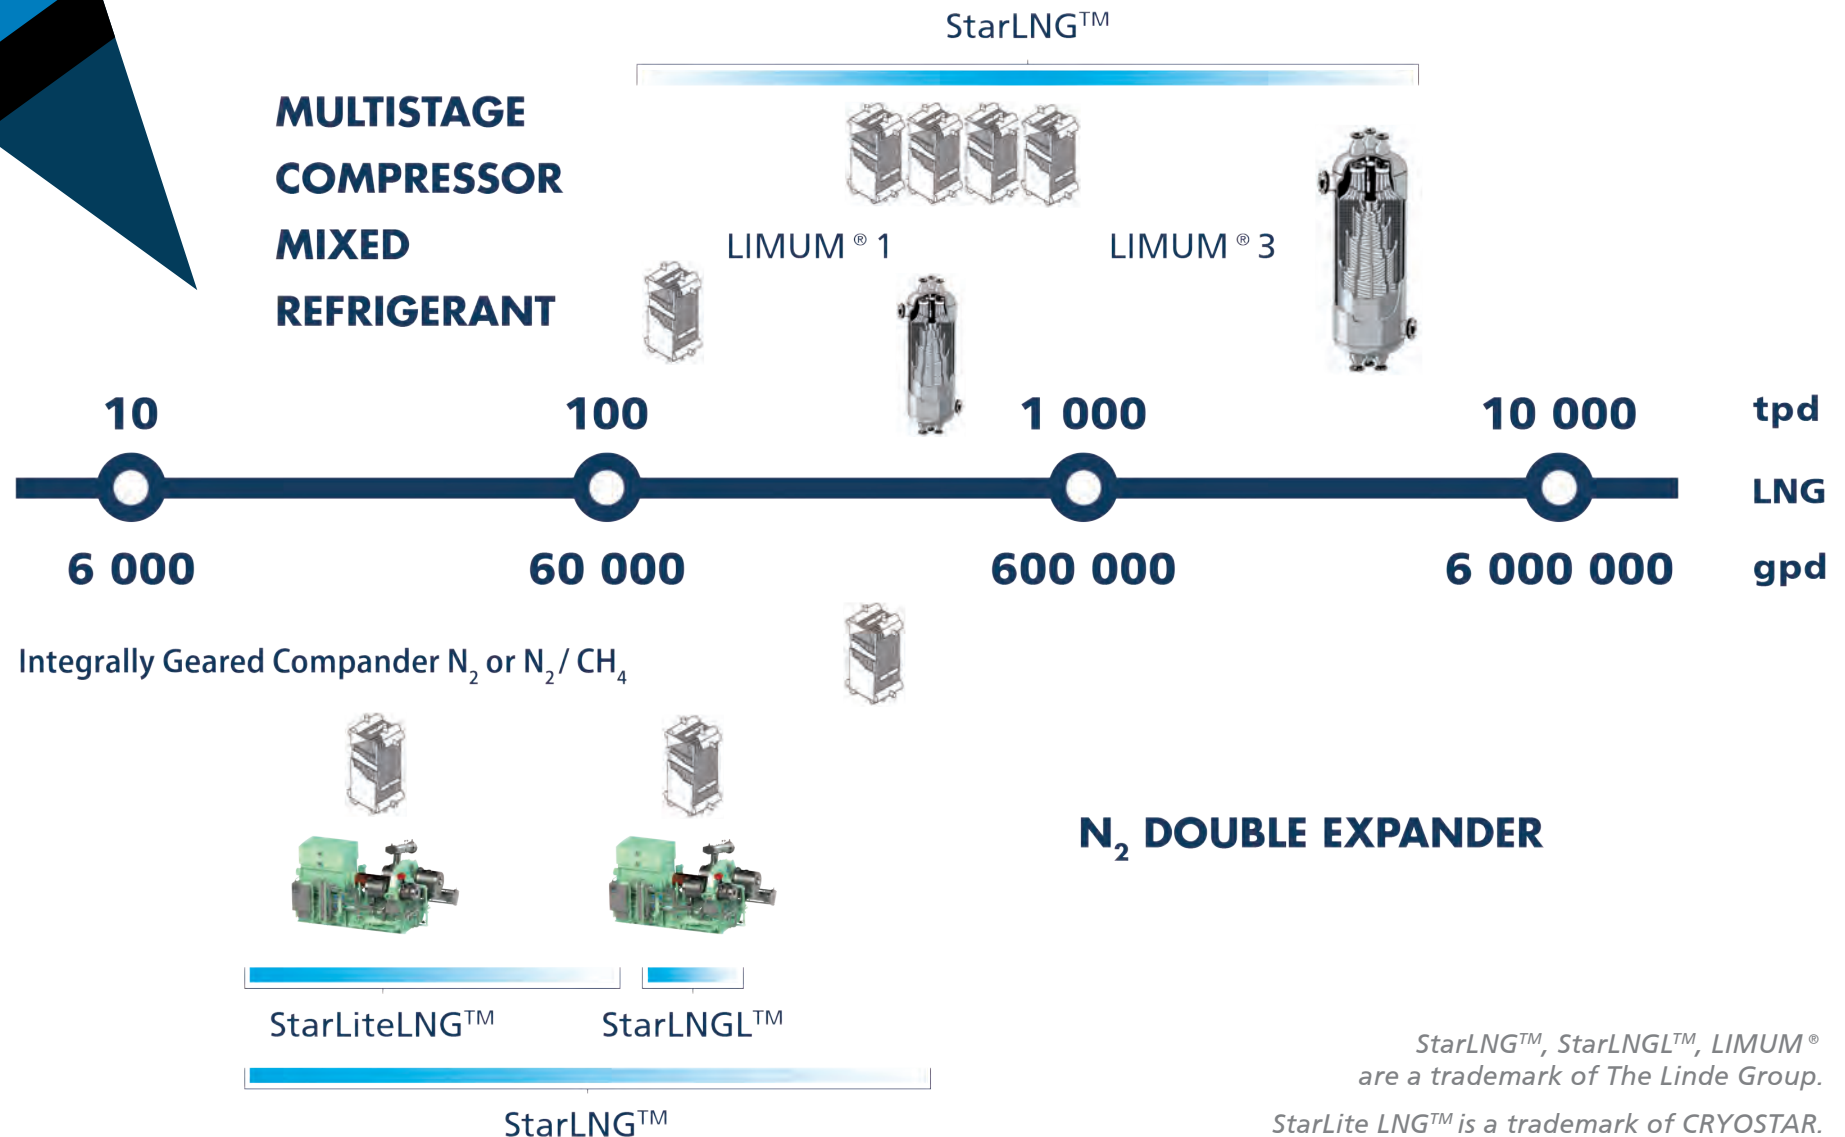 StarLNG™
MULTISTAGE
COMPRESSOR
MIXED
REFRIGERANT
LIMUM ® 1
LIMUM ® 3
10
100
1 000
10 000
tpd
LNG
6 000
60 000
600 000
6 000 000
gpd
Integrally Geared Compander N₂ or N₂ / CH₄
N₂ DOUBLE EXPANDER
StarLiteLNG™
StarLNGL™
StarLNG™
StarLNG™, StarLNGL™, LIMUM ®
are a trademark of The Linde Group.
StarLite LNG™ is a trademark of CRYOSTAR.